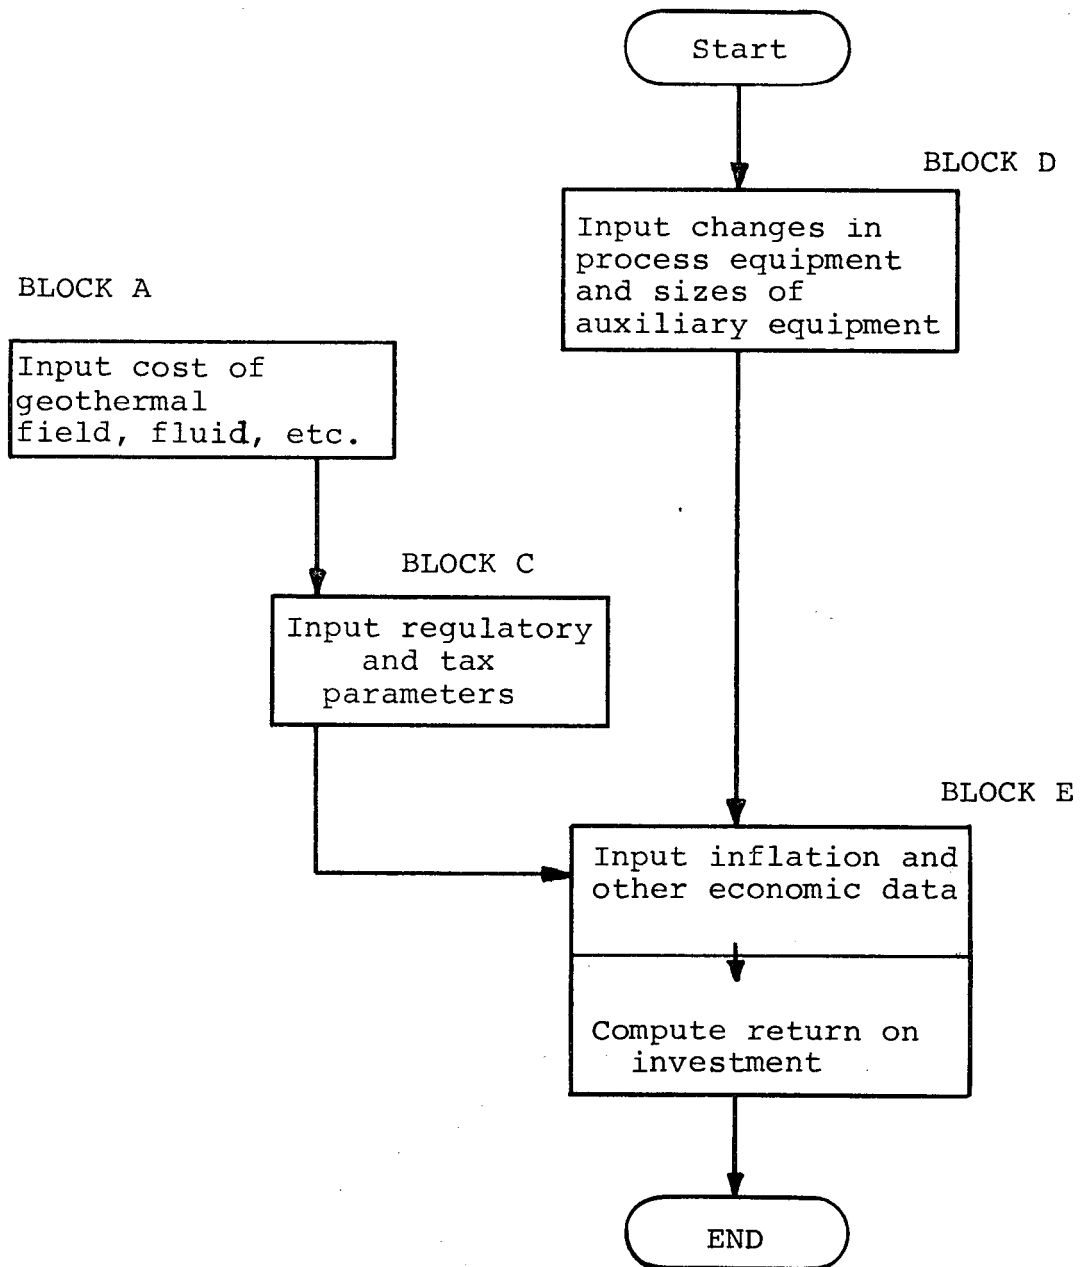 Start
BLOCK D
Input changes in
process equipment
and sizes of
auxiliary equipment
BLOCK A
Input cost of
geothermal
field, fluid, etc.
BLOCK C
Input regulatory
and tax
parameters
BLOCK E
Input inflation and
other economic data
Compute return on
investment
END